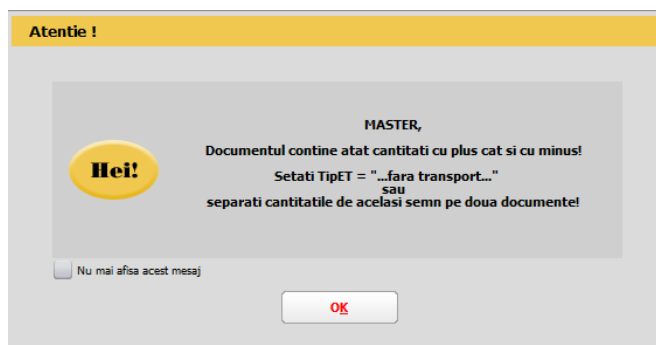 Atentie !
MASTER,
Documentul contine atat cantitati cu plus cat si cu minus!
Hei!
Setati TipET = "...fara transport..."
sau
separati cantitatile de acelasi semn pe doua documente!
Nu mai afisa acest mesaj
OK